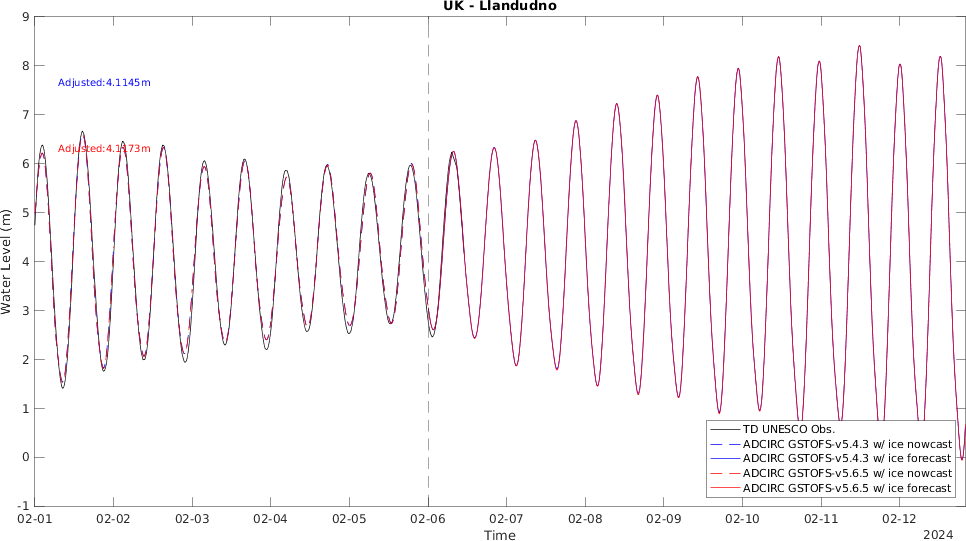 UK - Llandudno
9
8
7
6
5
4
3
2
1
0
-1
Water Level (m)
Adjusted:4.1145m
Adjusted:4.1173m
TD UNESCO Obs.
ADCIRC GSTOFS-v5.4.3 w/ ice nowcast
ADCIRC GSTOFS-v5.4.3 w/ ice forecast
ADCIRC GSTOFS-v5.6.5 w/ ice nowcast
ADCIRC GSTOFS-v5.6.5 w/ ice forecast
02-01 02-02 02-03 02-04 02-05 02-06 02-07 02-08 02-09 02-10 02-11 02-12
Time
2024